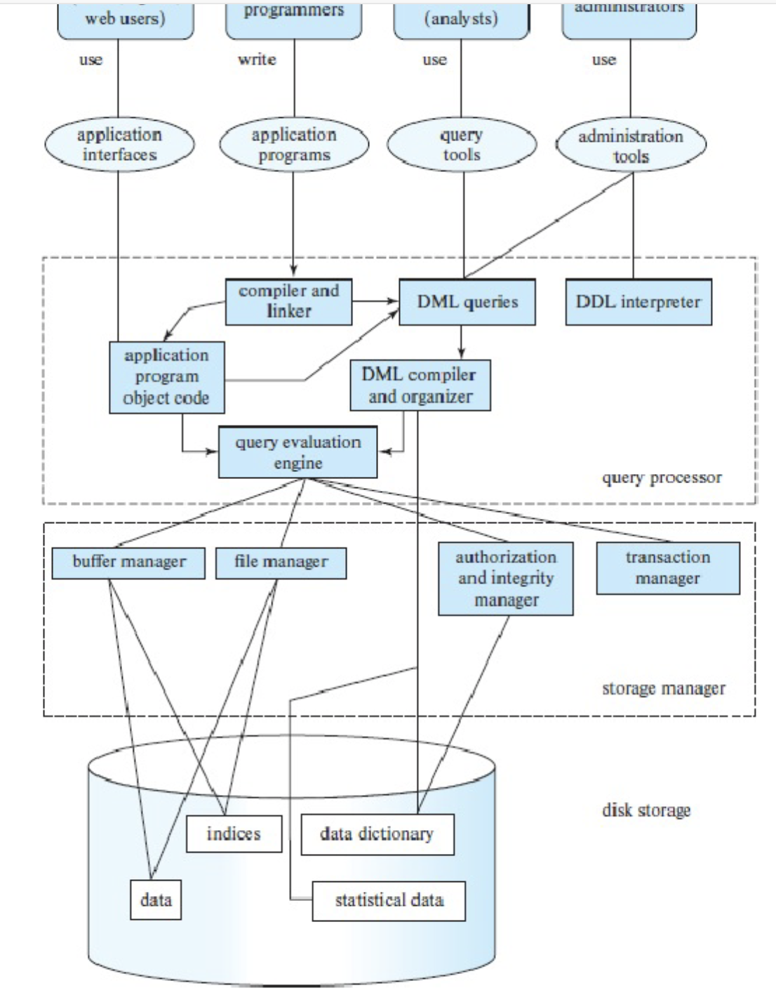 web users)
programmers
(analysts)
administrators
use
write
use
use
application
interfaces
application
programs
query
tools
administration
tools
compiler and
linker
DML queries
DDL interpreter
application
program
object code
DML compiler
and organizer
query evaluation
engine
query processor
buffer manager
file manager
authorization
and integrity
manager
transaction
manager
storage manager
disk storage
indices
data dictionary
data
statistical data